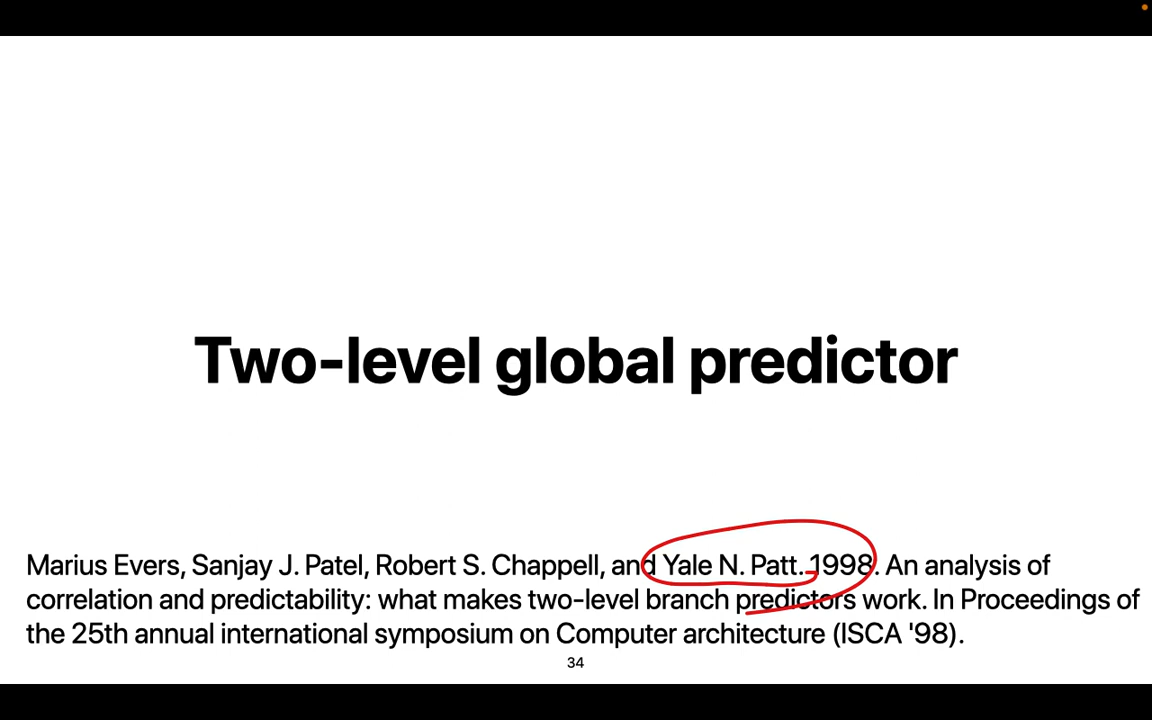 Two-level global predictor
Marius Evers, Sanjay J. Patel, Robert S. Chappell, and Yale N. Patt. 1998. An analysis of
correlation and predictability: what makes two-level branch predictors work. In Proceedings of
the 25th annual international symposium on Computer architecture (ISCA '98).
34